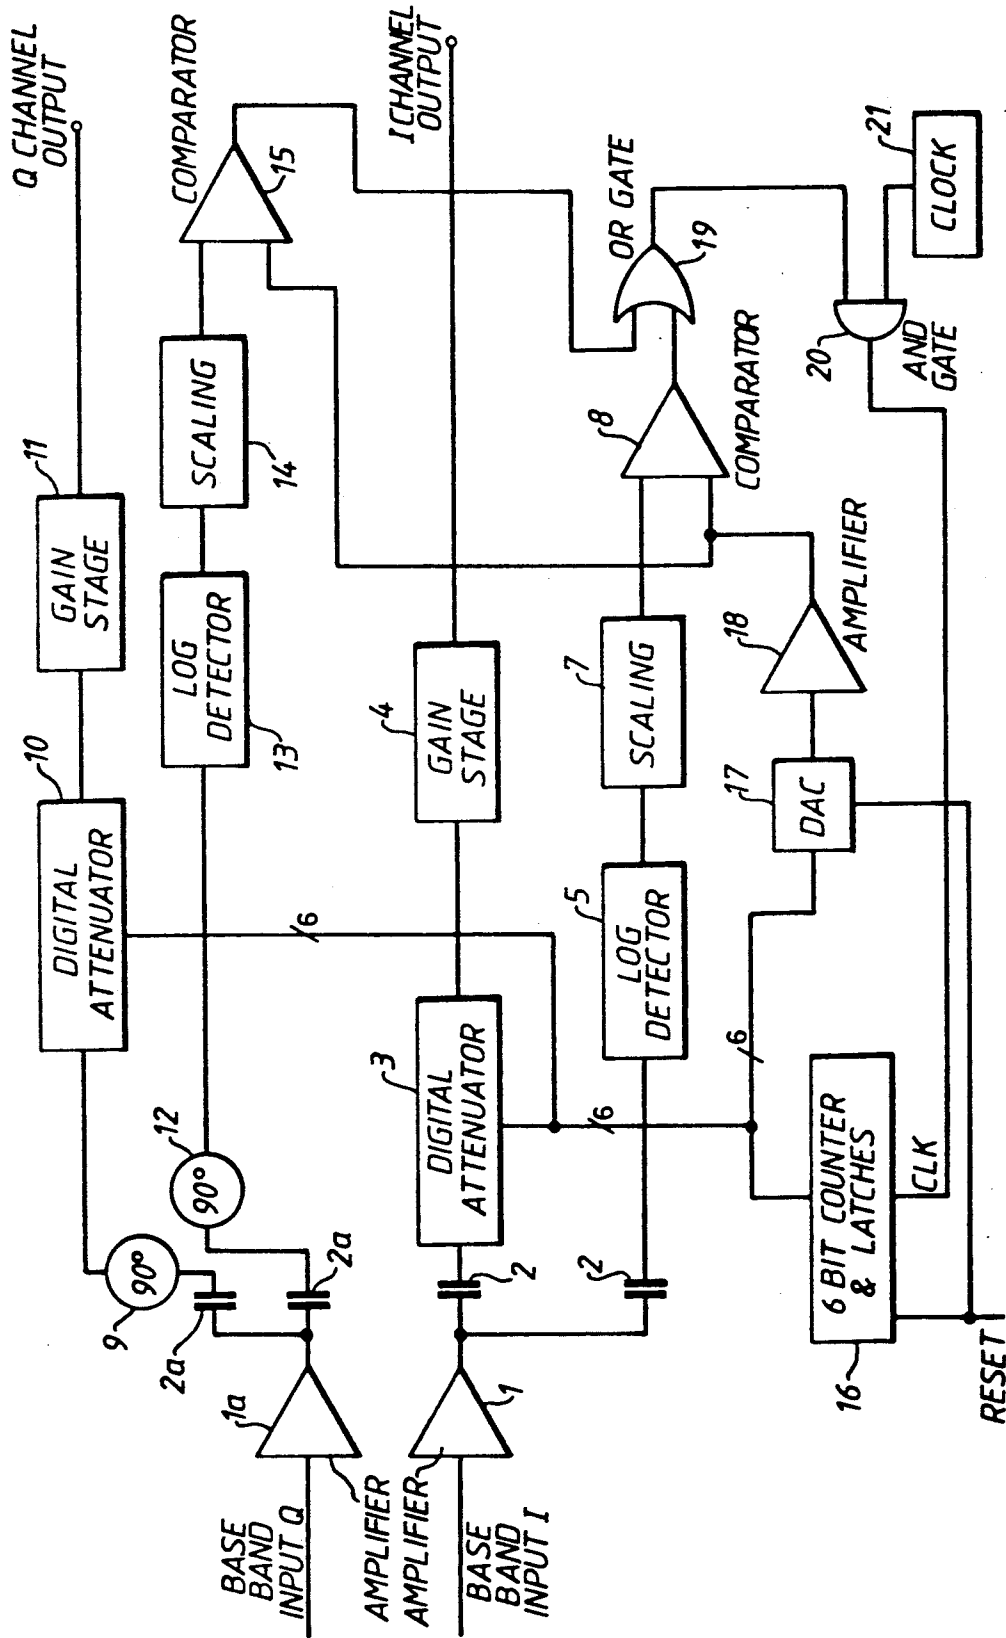 Q CHANNEL
OUTPUT
11
GAIN
STAGE
10
DIGITAL
ATTENUATOR
9
90°
2a
12
90°
2a
LOG
DETECTOR
13
SCALING
14
COMPARATOR
15
1a
AMPLIFIER
BASE
BAND
INPUT Q
I CHANNEL
OUTPUT
4
GAIN
STAGE
6
3
DIGITAL
ATTENUATOR
2
1
AMPLIFIER
BASE
BAND
INPUT I
2
6
5
LOG
DETECTOR
7
SCALING
8
COMPARATOR
OR GATE
19
21
CLOCK
20
AND
GATE
18
AMPLIFIER
17
DAC
6
6 BIT COUNTER
& LATCHES
CLK
16
RESET